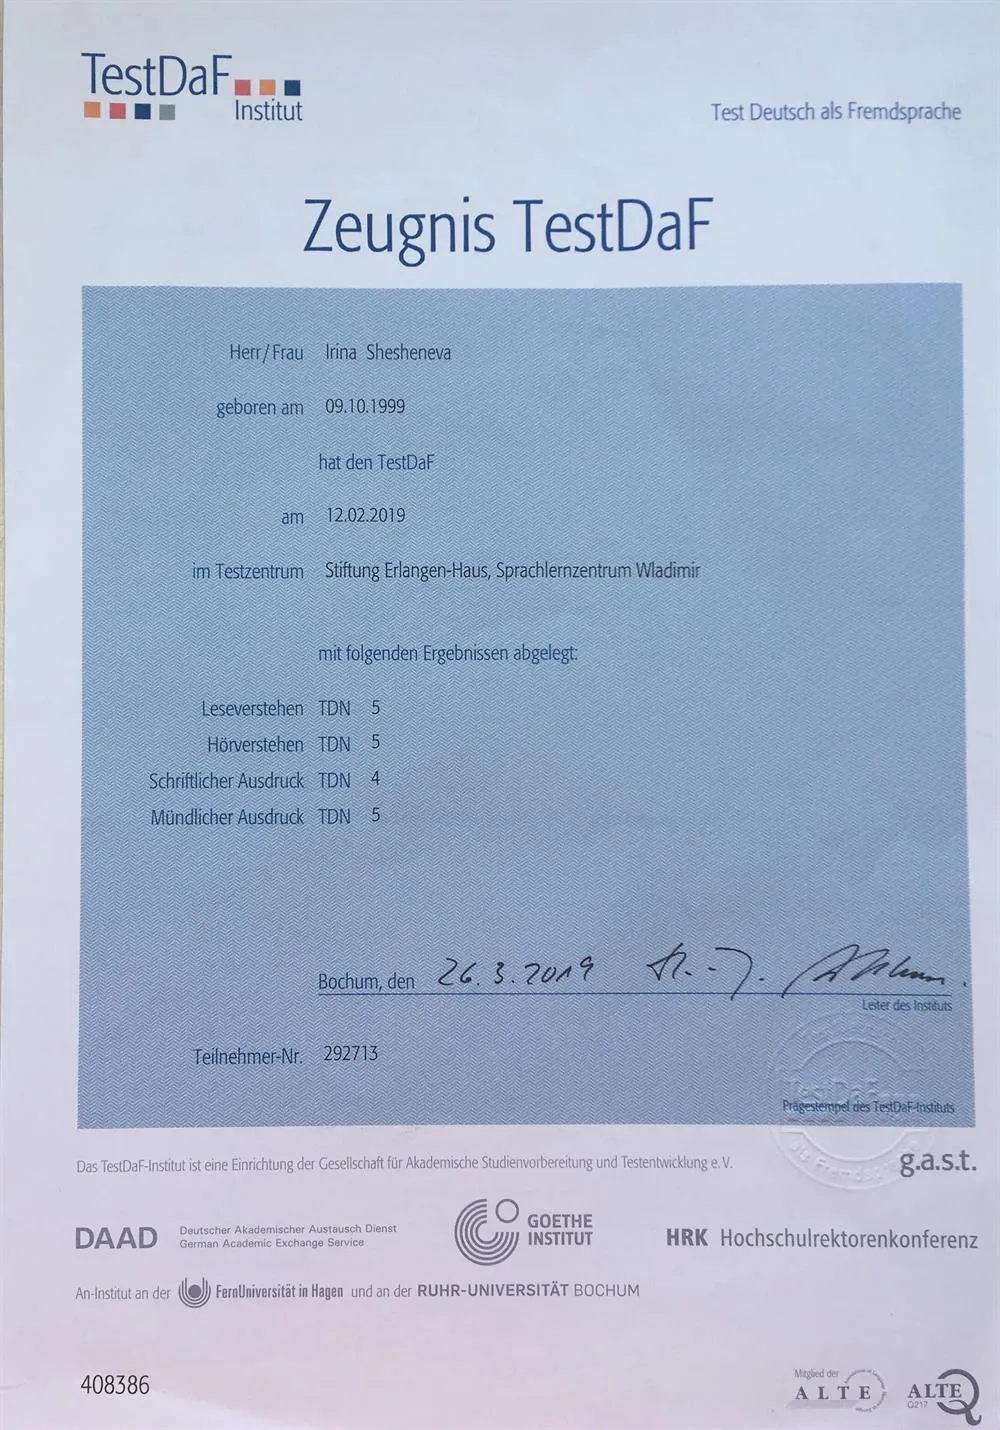 TestDaF
Institut
Test Deutsch als Fremdsprache
Zeugnis TestDaF
Herr/Frau Irina Shesheneva
geboren am 09.10.1999
hat den TestDaF
am 12.02.2019
im Testzentrum Stiftung Erlangen-Haus, Sprachlernzentrum Wladimir
mit folgenden Ergebnissen abgelegt:
Leseverstehen TDN 5
Hörverstehen TDN 5
Schriftlicher Ausdruck TDN 4
Mündlicher Ausdruck TDN 5
Bochum, den 26.3.2019
Leiter des Instituts
Teilnehmer-Nr. 292713
TestDaF
Prägestempel des TestDaF-Instituts
Das TestDaF-Institut ist eine Einrichtung der Gesellschaft für Akademische Studienvorbereitung und Testentwicklung e.V.
g.a.s.t.
DAAD Deutscher Akademischer Austausch Dienst
German Academic Exchange Service
GOETHE
INSTITUT
HRK Hochschulrektorenkonferenz
An-Institut an der FernUniversität in Hagen und an der RUHR-UNIVERSITÄT BOCHUM
408386
Mitglied der
ALTE
ALTE
Q217